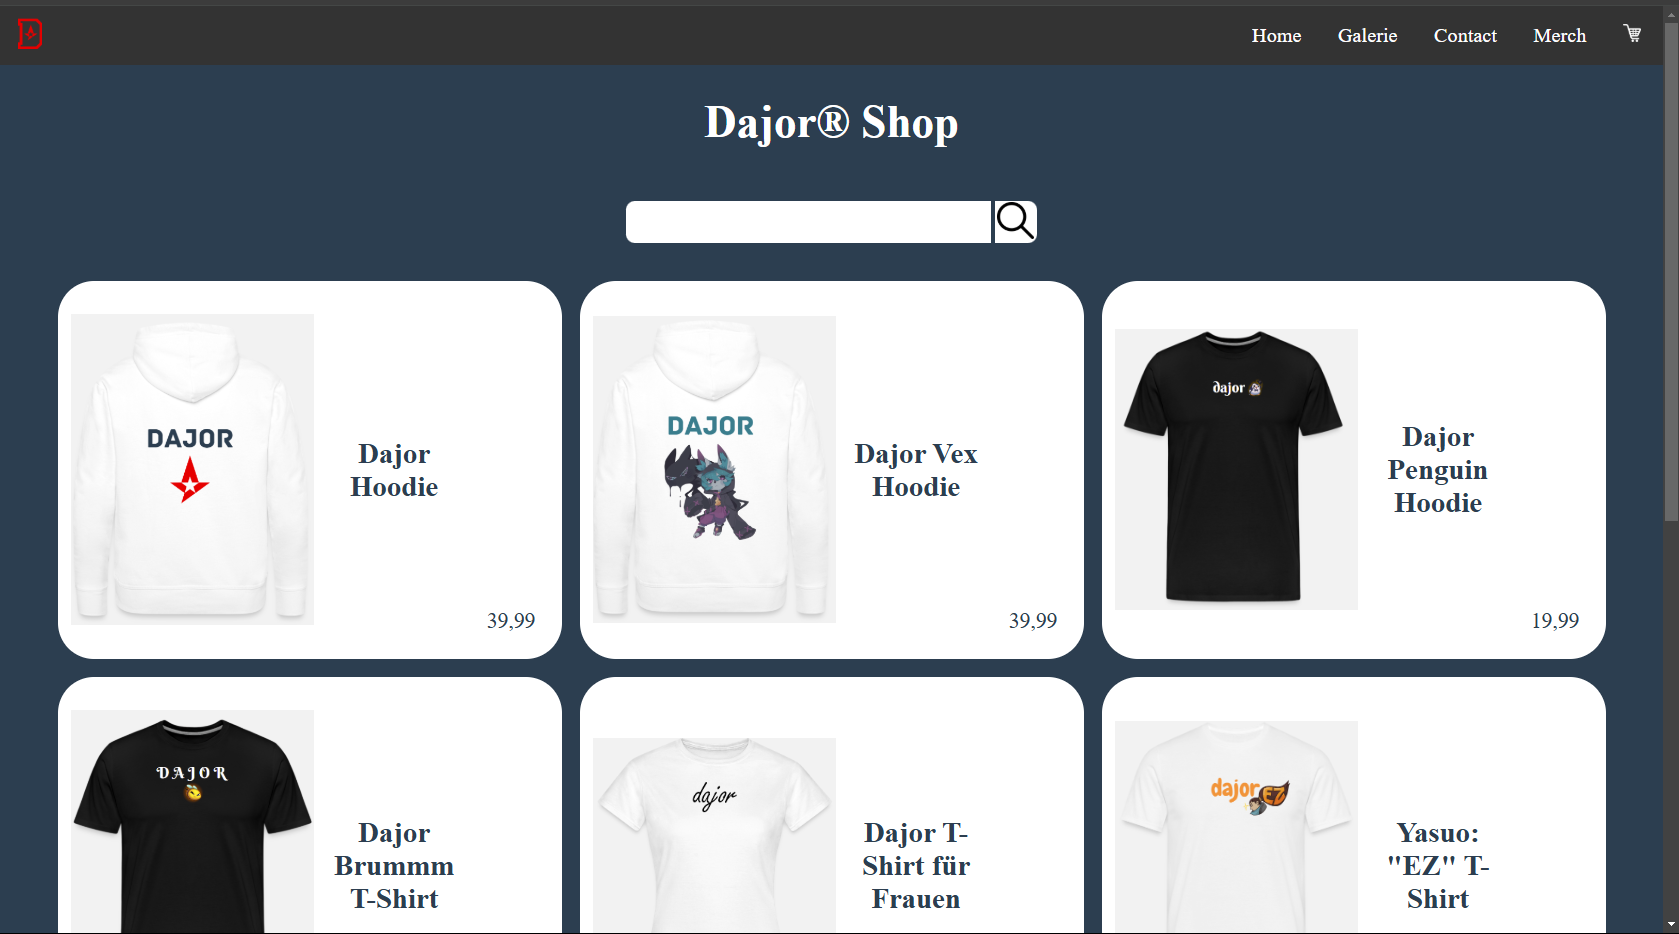 D
Home
Galerie
Contact
Merch
Dajor® Shop
DAJOR
Dajor
Hoodie
39,99
DAJOR
Dajor Vex
Hoodie
39,99
dajor
Dajor
Penguin
Hoodie
19,99
DAJOR
Dajor
Brummm
T-Shirt
dajor
Dajor T-
Shirt für
Frauen
dajor
EZ
Yasuo:
"EZ" T-
Shirt